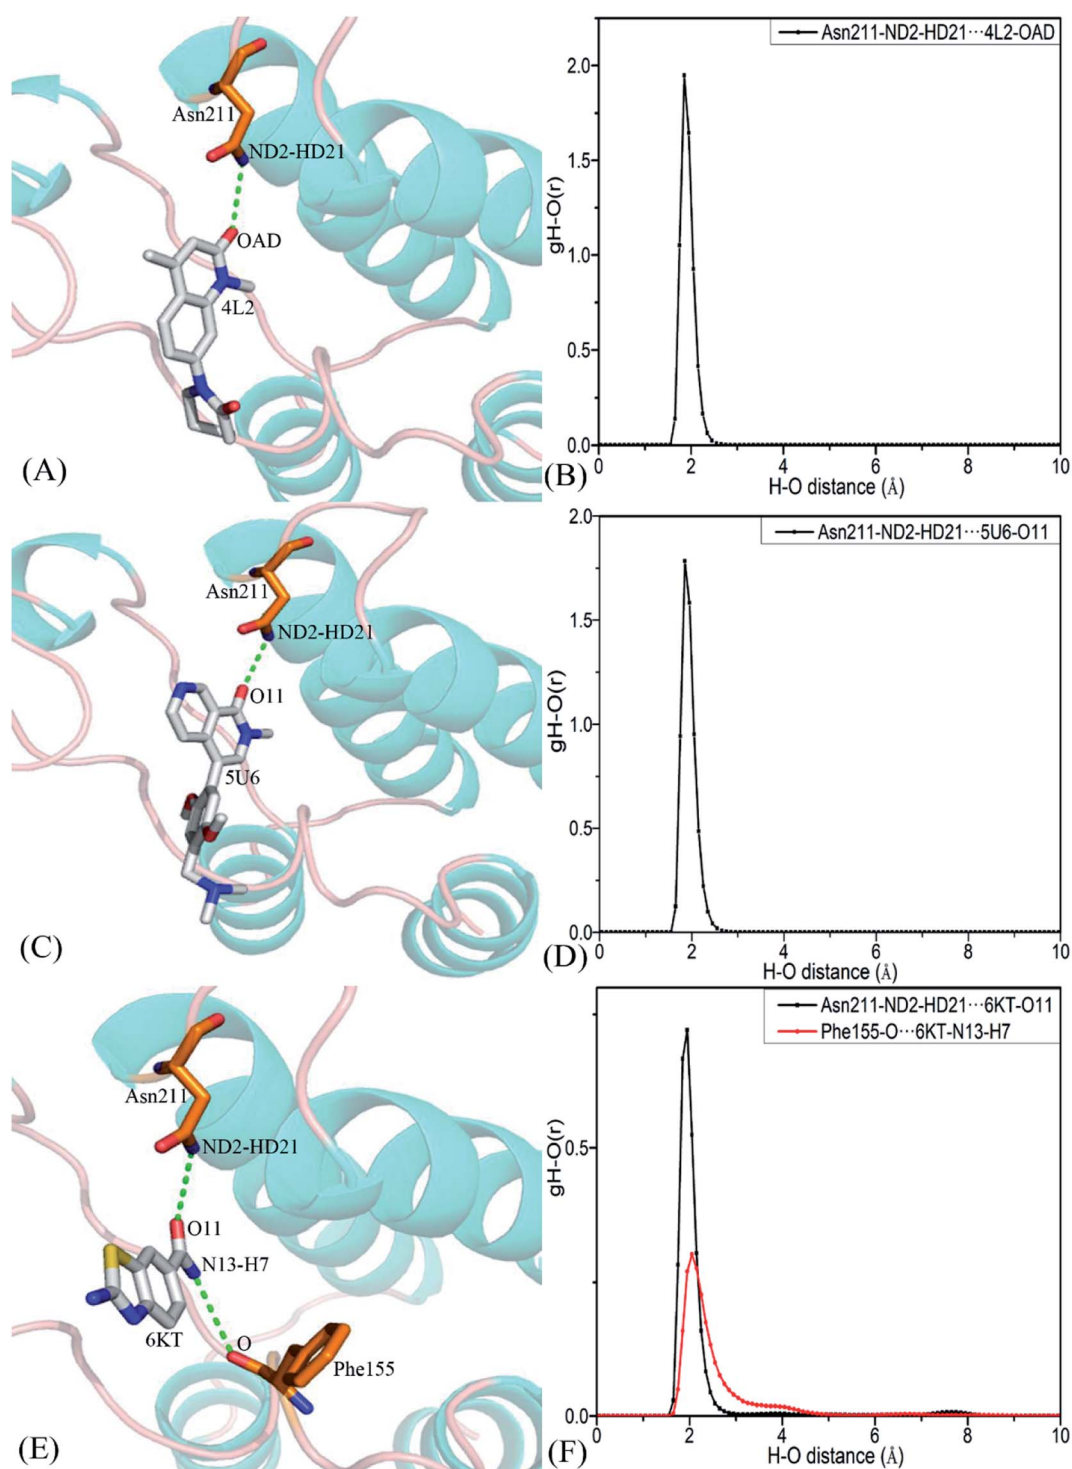 Asn211
ND2-HD21
OAD
4L2
(A)
Asn211-ND2-HD21···4L2-OAD
gH-O(r)
2.0
1.5
1.0
0.5
0.0
0 2 4 6 8 10
H-O distance (Å)
(B)
Asn211
ND2-HD21
O11
5U6
(C)
Asn211-ND2-HD21···5U6-O11
gH-O(r)
2.0
1.5
1.0
0.5
0.0
0 2 4 6 8 10
H-O distance (Å)
(D)
Asn211
ND2-HD21
O11
N13-H7
6KT
O
Phe155
(E)
Asn211-ND2-HD21···6KT-O11
Phe155-O···6KT-N13-H7
gH-O(r)
0.5
0.0
0 2 4 6 8 10
H-O distance (Å)
(F)